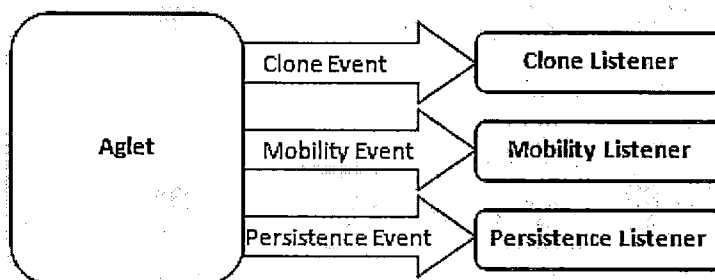 Clone Event
Clone Listener
Aglet
Mobility Event
Mobility Listener
Persistence Event
Persistence Listener